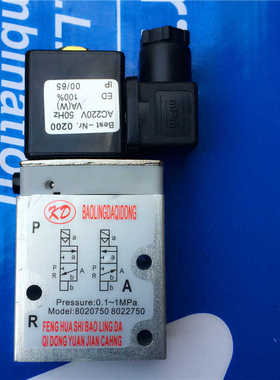 Best-Nr. 0200
VA(W)
AC220V 50Hz
ED 100%
IP 00/65
KD
BAOLINGDAQIDONG
P
A
R
a
a
P
R
A
b
b
Pressure:0.1~1MPa
Model:8020750 8022750
FENG HUA SHI BAO LING DA
QI DONG YUAN JIAN CAHNG
mbination